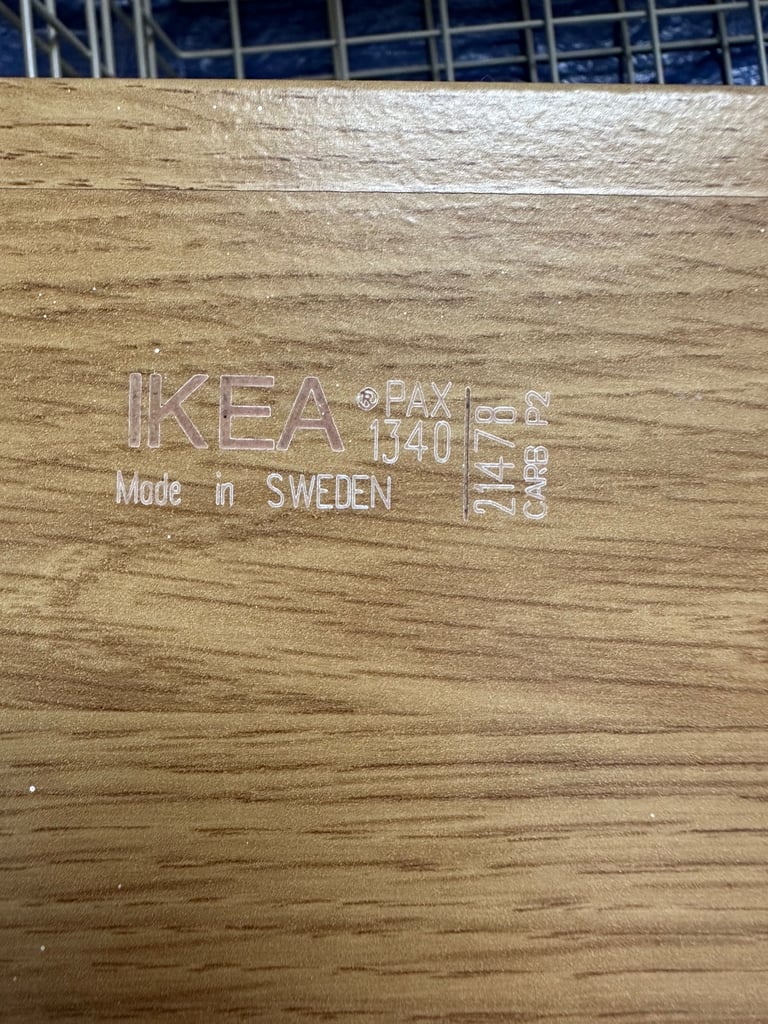 IKEA ® PAX
1340
Made in SWEDEN
21478
CARB P2